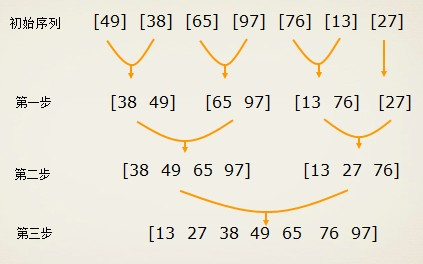 初始序列 [49] [38] [65] [97] [76] [13] [27]
第一步 [38 49] [65 97] [13 76] [27]
第二步 [38 49 65 97] [13 27 76]
第三步 [13 27 38 49 65 76 97]